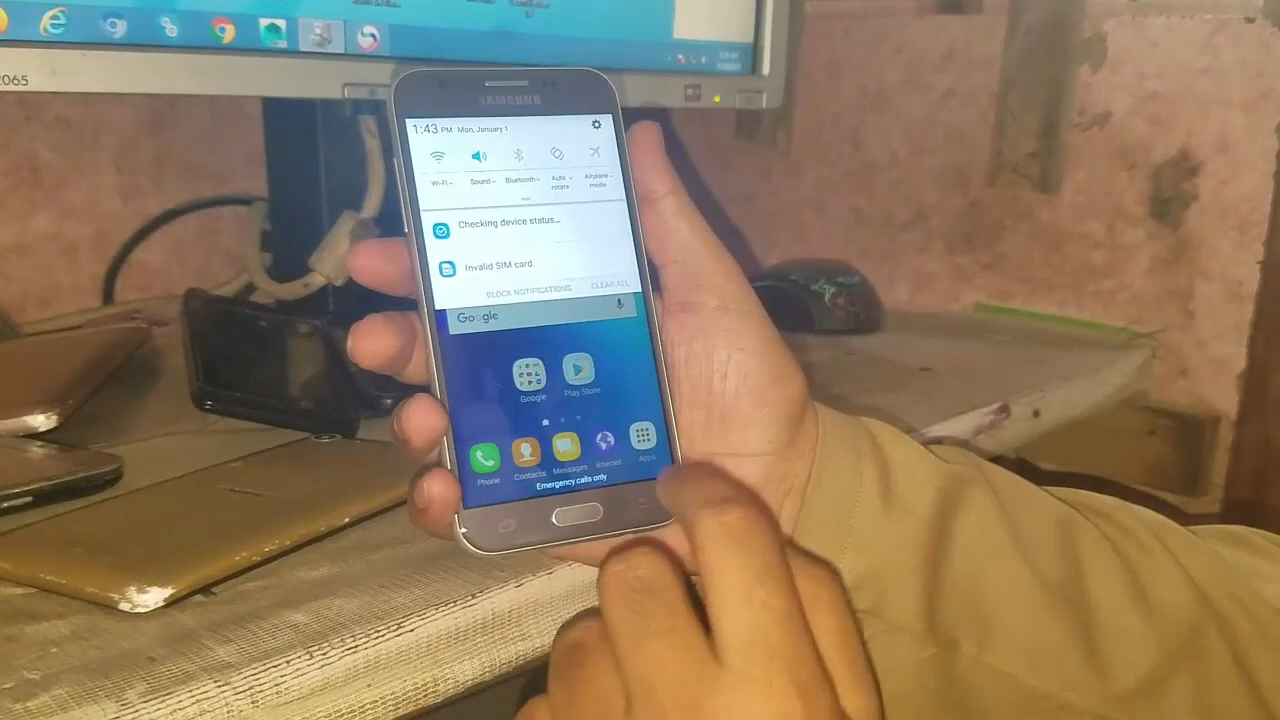 2065
SAMSUNG
1:43 PM Mon, January 1
Wi-Fi Sound Bluetooth Auto rotate Airplane mode
Checking device status...
Invalid SIM card.
BLOCK NOTIFICATIONS CLEAR ALL
Google
Google Play Store
Phone Contacts Messages Internet Apps
Emergency calls only